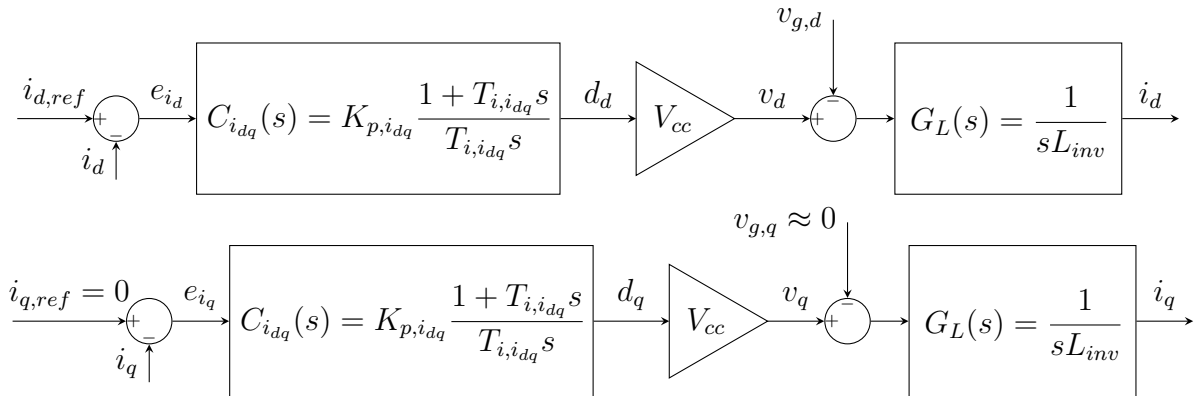 v_{g,d}
i_{d,ref} + − e_{i_d} C_{i_{dq}}(s) = K_{p,i_{dq}} \frac{1 + T_{i,i_{dq}}s}{T_{i,i_{dq}}s} d_d V_{cc} v_d + − G_L(s) = \frac{1}{sL_{inv}} i_d
i_d
v_{g,q} ≈ 0
i_{q,ref} = 0 + − e_{i_q} C_{i_{dq}}(s) = K_{p,i_{dq}} \frac{1 + T_{i,i_{dq}}s}{T_{i,i_{dq}}s} d_q V_{cc} v_q + − G_L(s) = \frac{1}{sL_{inv}} i_q
i_q